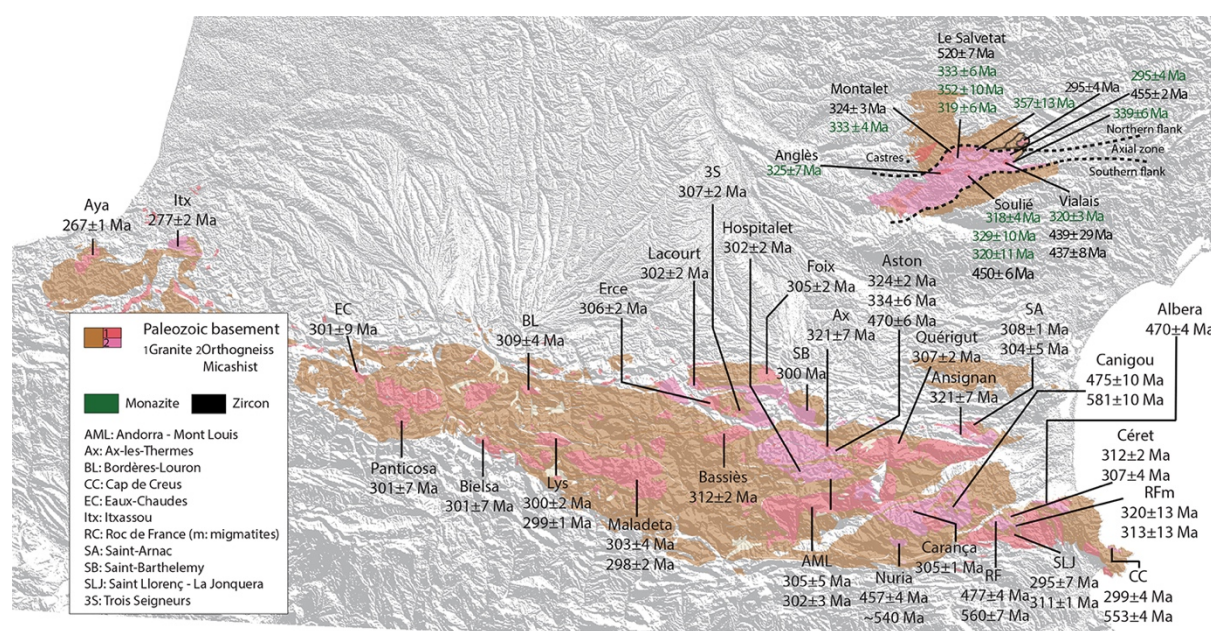 Le Salvetat
520±7 Ma
333±6 Ma
352±10 Ma
319±6 Ma
Montalet
324±3 Ma
333±4 Ma
357±13 Ma
295±4 Ma
295±4 Ma
455±2 Ma
339±6 Ma
Northern flank
Axial zone
Southern flank
Castres
Anglès
325±7 Ma
Soulié
318±4 Ma
329±10 Ma
320±11 Ma
450±6 Ma
Vialais
320±3 Ma
439±29 Ma
437±8 Ma
Aya
267±1 Ma
Itx
277±2 Ma
3S
307±2 Ma
Hospitalet
302±2 Ma
Lacourt
302±2 Ma
Erce
306±2 Ma
Foix
305±2 Ma
Aston
324±2 Ma
334±6 Ma
470±6 Ma
Ax
321±7 Ma
SB
300 Ma
Quérigut
307±2 Ma
Ansignan
321±7 Ma
SA
308±1 Ma
304±5 Ma
Albera
470±4 Ma
Canigou
475±10 Ma
581±10 Ma
Céret
312±2 Ma
307±4 Ma
RFm
320±13 Ma
313±13 Ma
EC
301±9 Ma
BL
309±4 Ma
Panticosa
301±7 Ma
Bielsa
301±7 Ma
Lys
300±2 Ma
299±1 Ma
Maladeta
303±4 Ma
298±2 Ma
Bassiès
312±2 Ma
AML
305±5 Ma
302±3 Ma
Nuria
457±4 Ma
~540 Ma
Carança
305±1 Ma
RF
477±4 Ma
560±7 Ma
SLJ
295±7 Ma
311±1 Ma
CC
299±4 Ma
553±4 Ma
1
2
Paleozoic basement
1Granite 2Orthogneiss
Micashist
Monazite
Zircon
AML: Andorra - Mont Louis
Ax: Ax-les-Thermes
BL: Bordères-Louron
CC: Cap de Creus
EC: Eaux-Chaudes
Itx: Itxassou
RC: Roc de France (m: migmatites)
SA: Saint-Arnac
SB: Saint-Barthelemy
SLJ: Saint Llorenç - La Jonquera
3S: Trois Seigneurs